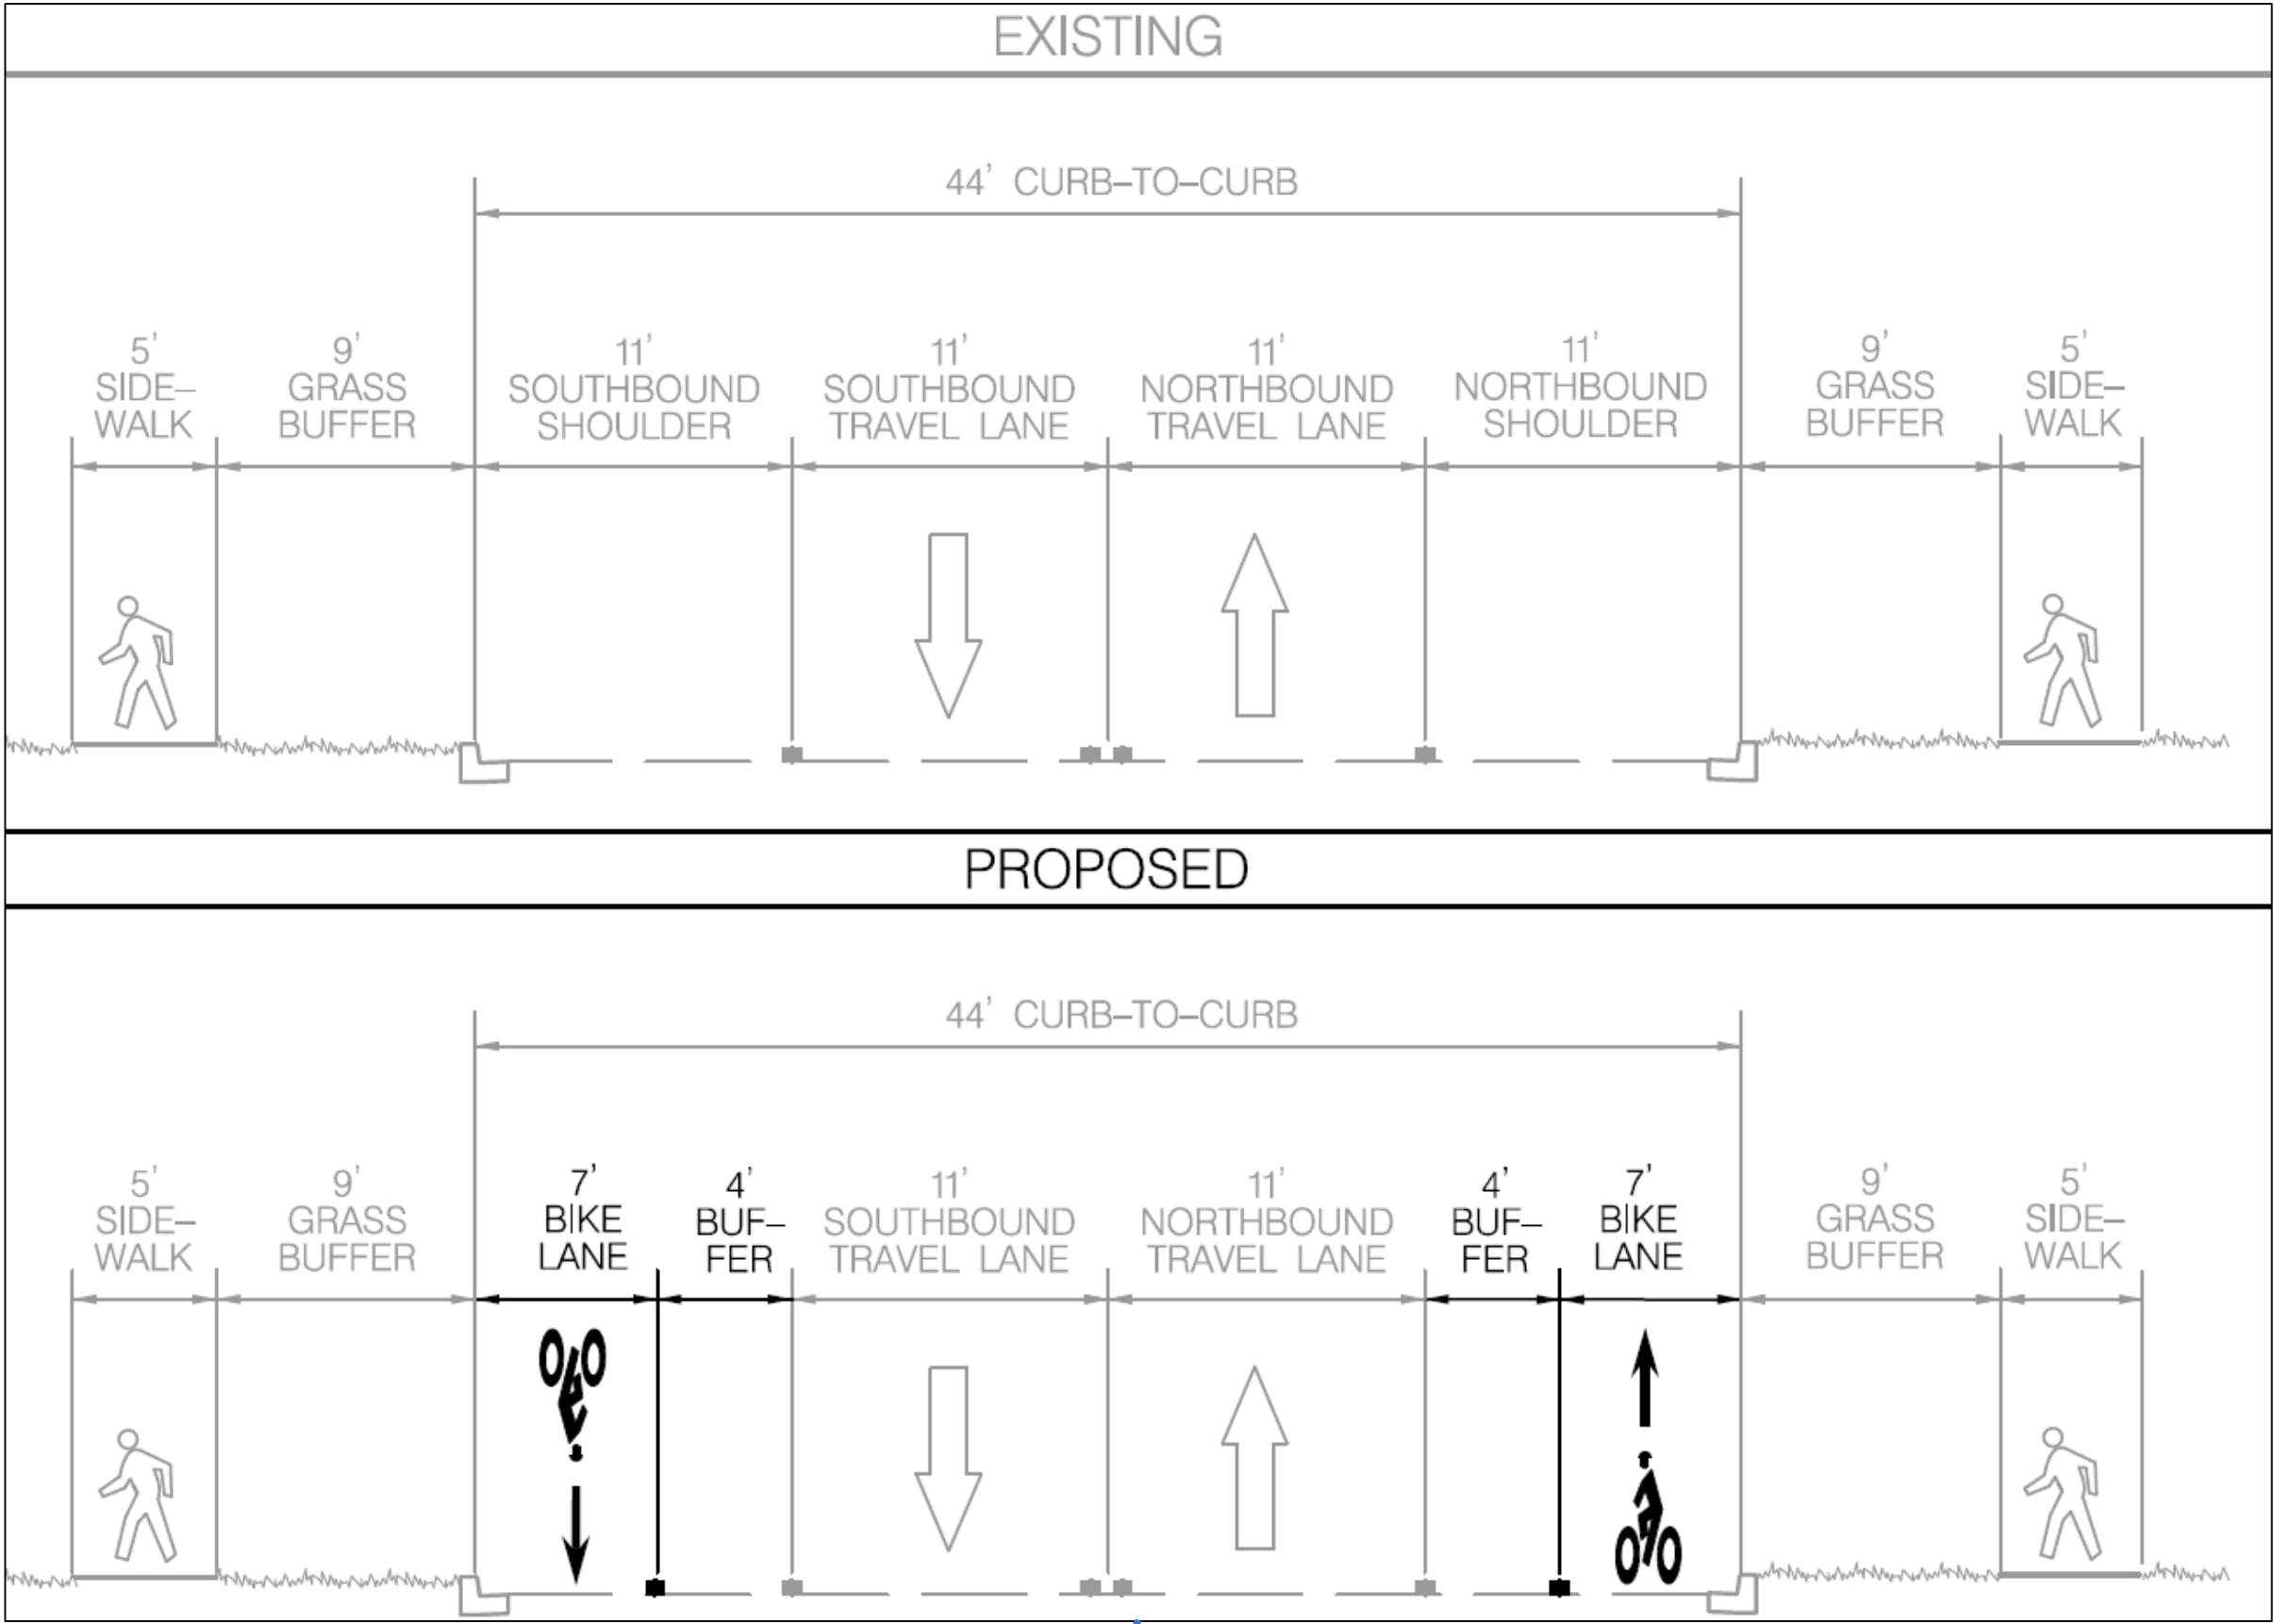 EXISTING
44' CURB–TO–CURB
5'
SIDE–
WALK
9'
GRASS
BUFFER
11'
SOUTHBOUND
SHOULDER
11'
SOUTHBOUND
TRAVEL LANE
11'
NORTHBOUND
TRAVEL LANE
11'
NORTHBOUND
SHOULDER
9'
GRASS
BUFFER
5'
SIDE–
WALK
PROPOSED
44' CURB–TO–CURB
5'
SIDE–
WALK
9'
GRASS
BUFFER
7'
BIKE
LANE
4'
BUF–
FER
11'
SOUTHBOUND
TRAVEL LANE
11'
NORTHBOUND
TRAVEL LANE
4'
BUF–
FER
7'
BIKE
LANE
9'
GRASS
BUFFER
5'
SIDE–
WALK